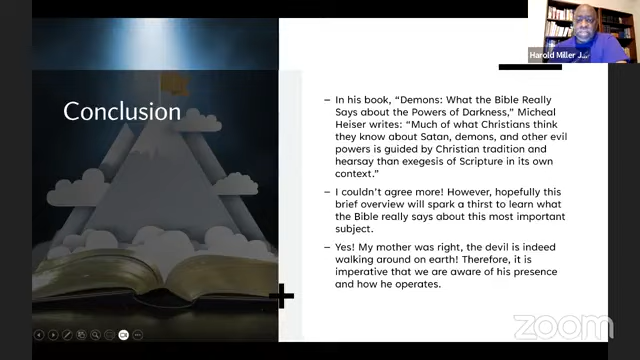 Harold Miller J...
Conclusion
– In his book, “Demons: What the Bible Really
Says about the Powers of Darkness,” Micheal
Heiser writes: “Much of what Christians think
they know about Satan, demons, and other evil
powers is guided by Christian tradition and
hearsay than exegesis of Scripture in its own
context.”
– I couldn’t agree more! However, hopefully this
brief overview will spark a thirst to learn what
the Bible really says about this most important
subject.
– Yes! My mother was right, the devil is indeed
walking around on earth! Therefore, it is
imperative that we are aware of his presence
and how he operates.
zoom